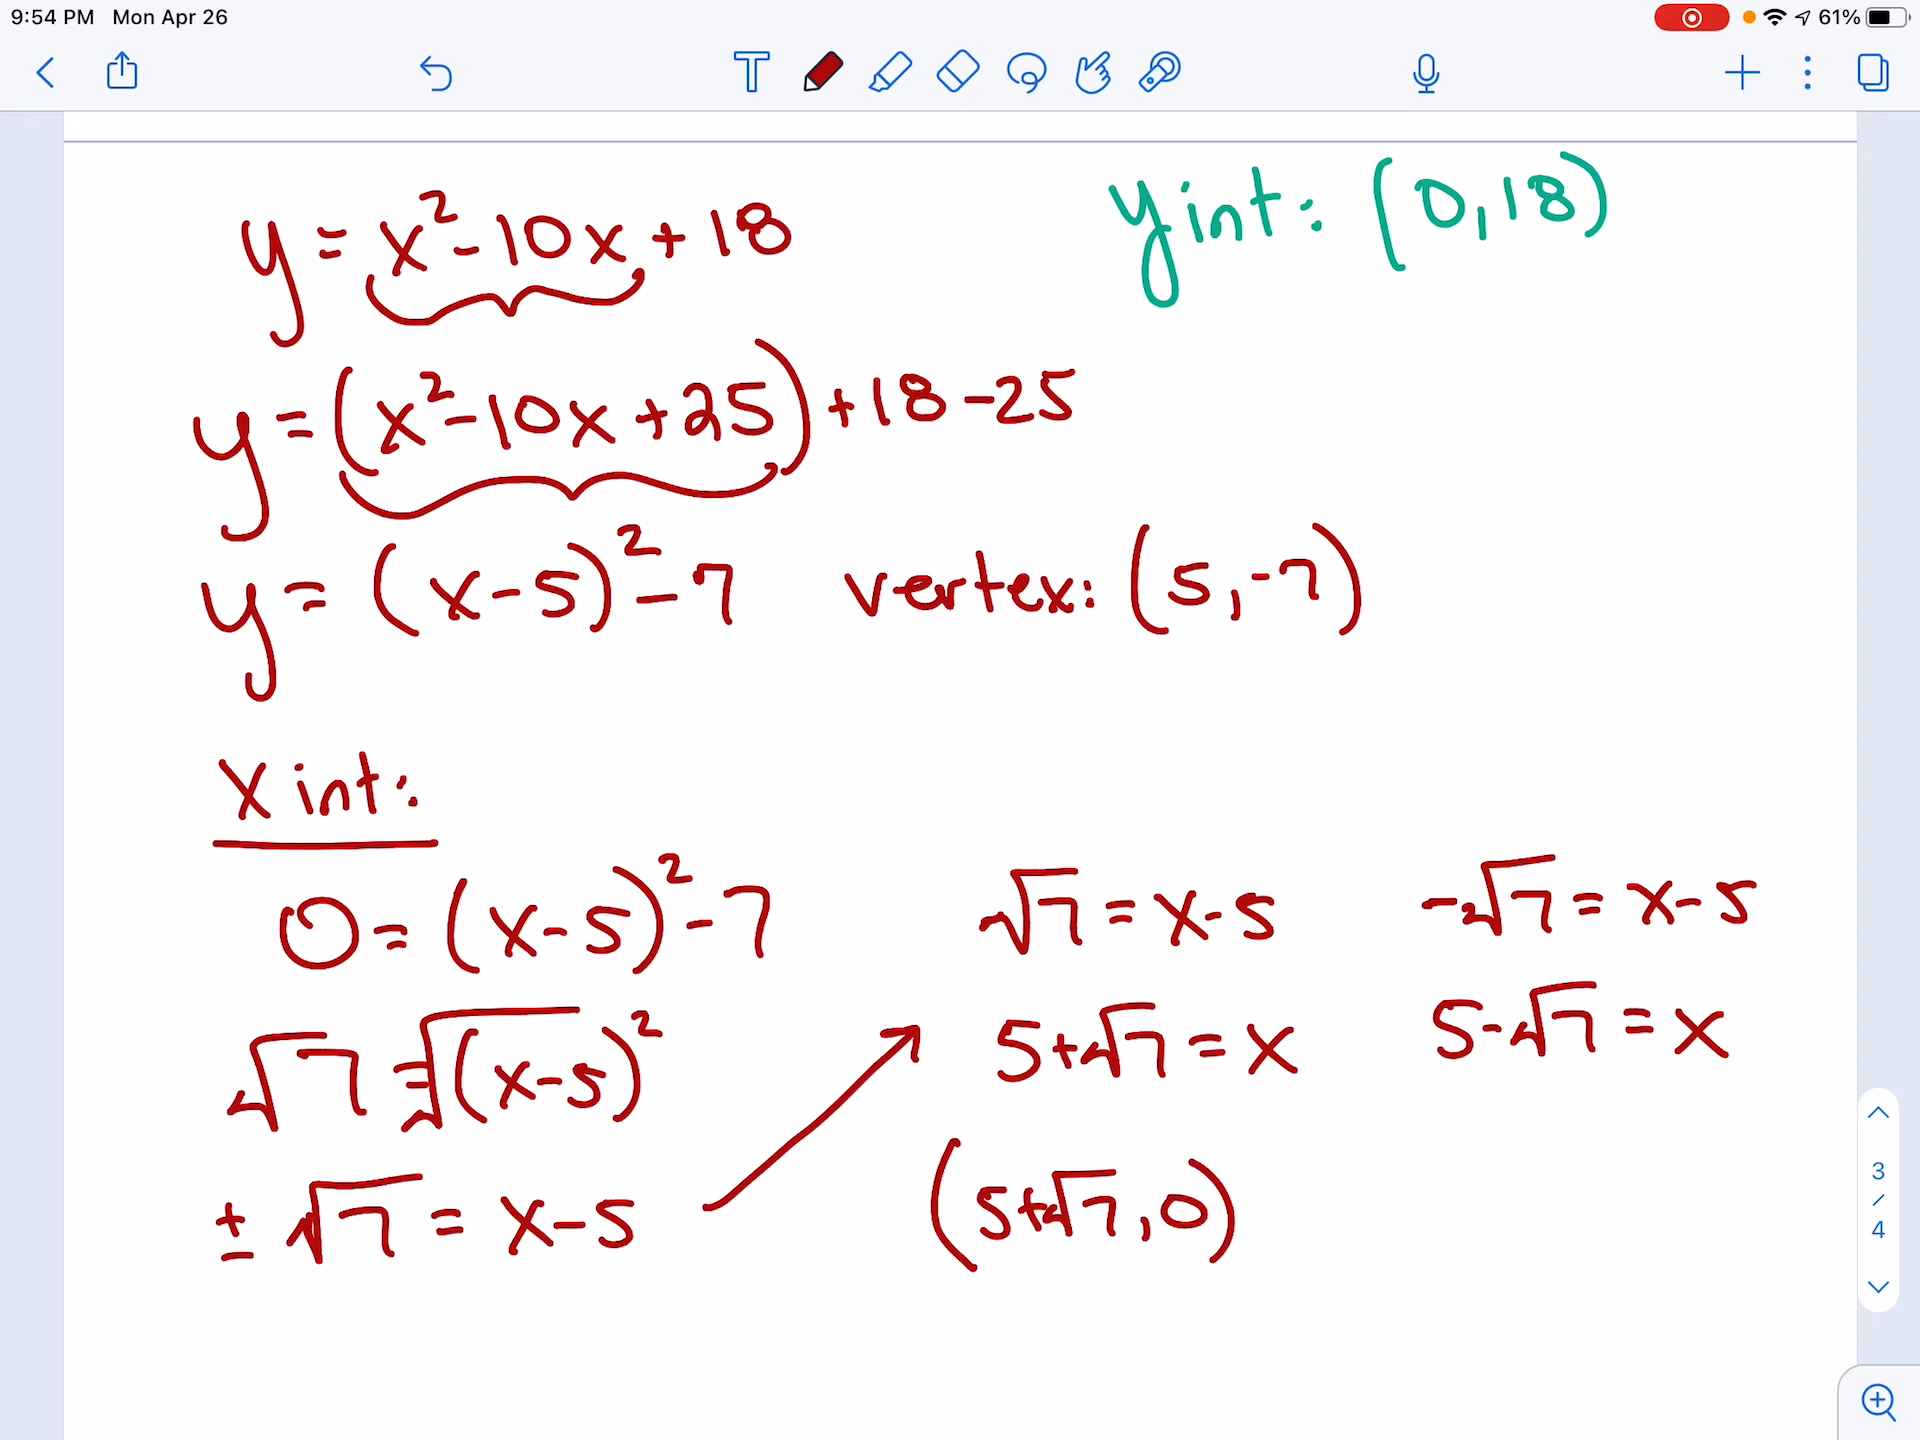 9:54 PM Mon Apr 26 61%
T
y = x² - 10x + 18
y int: (0, 18)
y = (x² - 10x + 25) + 18 - 25
y = (x - 5)² - 7 vertex: (5, -7)
X int:
0 = (x - 5)² - 7
√7 = √(x - 5)²
± √7 = x - 5
√7 = x - 5
5 + √7 = x
(5 + √7, 0)
-√7 = x - 5
5 - √7 = x
3
/
4